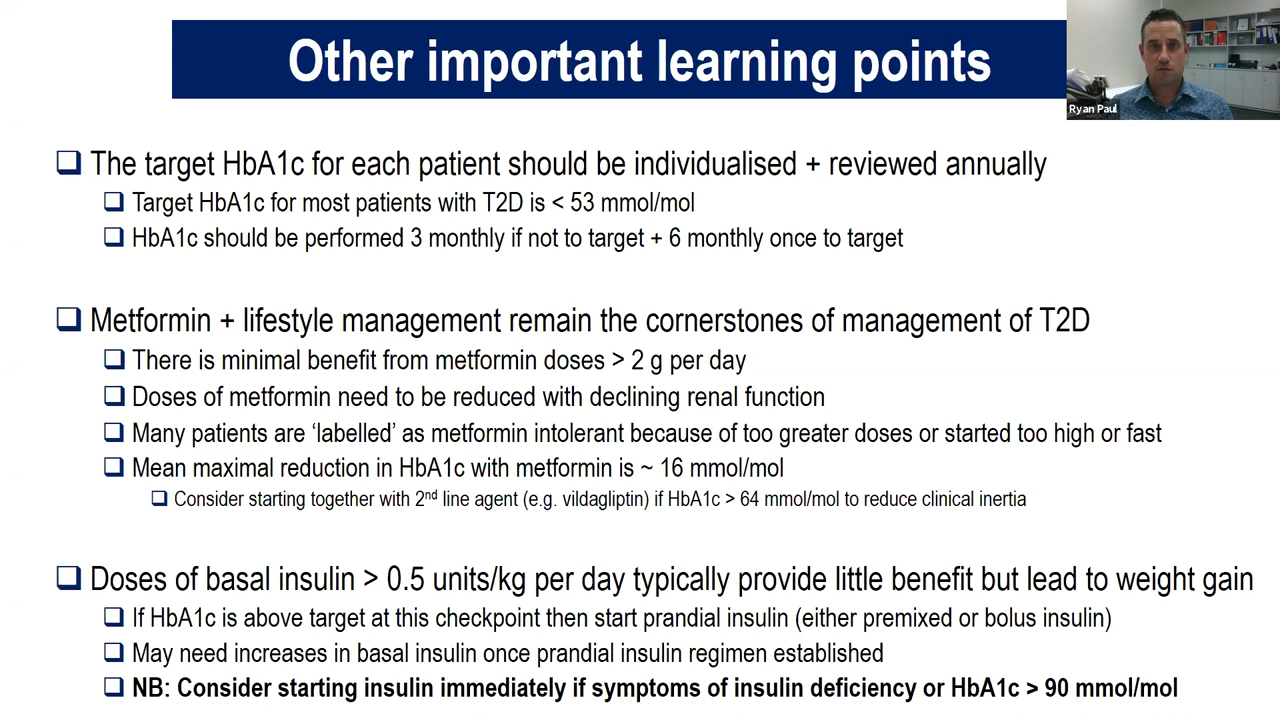 Other important learning points
Ryan Paul
The target HbA1c for each patient should be individualised + reviewed annually
Target HbA1c for most patients with T2D is < 53 mmol/mol
HbA1c should be performed 3 monthly if not to target + 6 monthly once to target
Metformin + lifestyle management remain the cornerstones of management of T2D
There is minimal benefit from metformin doses > 2 g per day
Doses of metformin need to be reduced with declining renal function
Many patients are ‘labelled’ as metformin intolerant because of too greater doses or started too high or fast
Mean maximal reduction in HbA1c with metformin is ~ 16 mmol/mol
Consider starting together with 2nd line agent (e.g. vildagliptin) if HbA1c > 64 mmol/mol to reduce clinical inertia
Doses of basal insulin > 0.5 units/kg per day typically provide little benefit but lead to weight gain
If HbA1c is above target at this checkpoint then start prandial insulin (either premixed or bolus insulin)
May need increases in basal insulin once prandial insulin regimen established
NB: Consider starting insulin immediately if symptoms of insulin deficiency or HbA1c > 90 mmol/mol